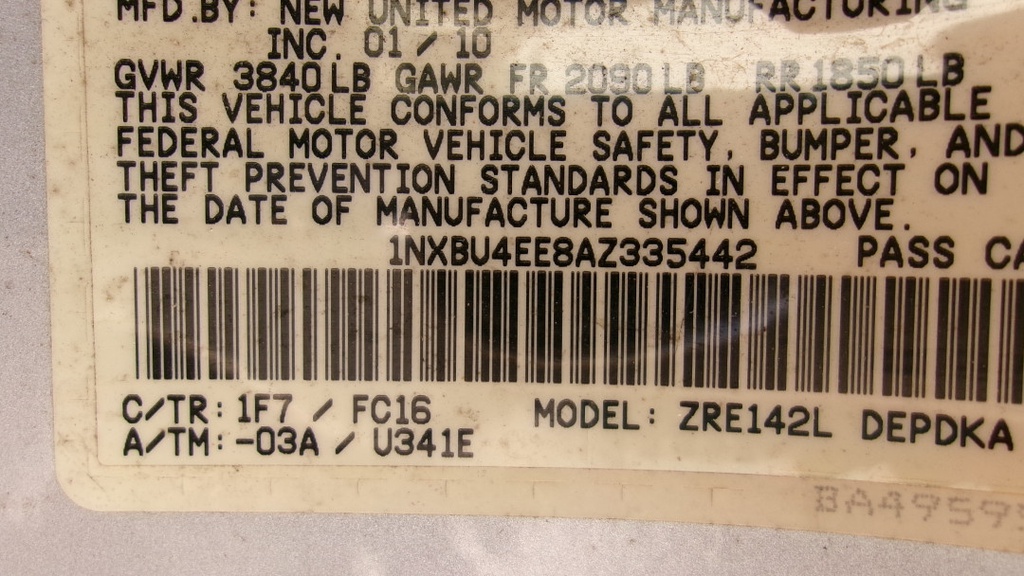 MFD.BY: NEW UNITED MOTOR MANUFACTURING
INC. 01 / 10
GVWR 3840 LB GAWR FR 2090 LB RR 1850 LB
THIS VEHICLE CONFORMS TO ALL APPLICABLE
FEDERAL MOTOR VEHICLE SAFETY, BUMPER, AND
THEFT PREVENTION STANDARDS IN EFFECT ON
THE DATE OF MANUFACTURE SHOWN ABOVE.
1NXBU4EE8AZ335442 PASS CA
C/TR: 1F7 / FC16 MODEL: ZRE142L DEPDKA
A/TM: -03A / U341E
BA49595